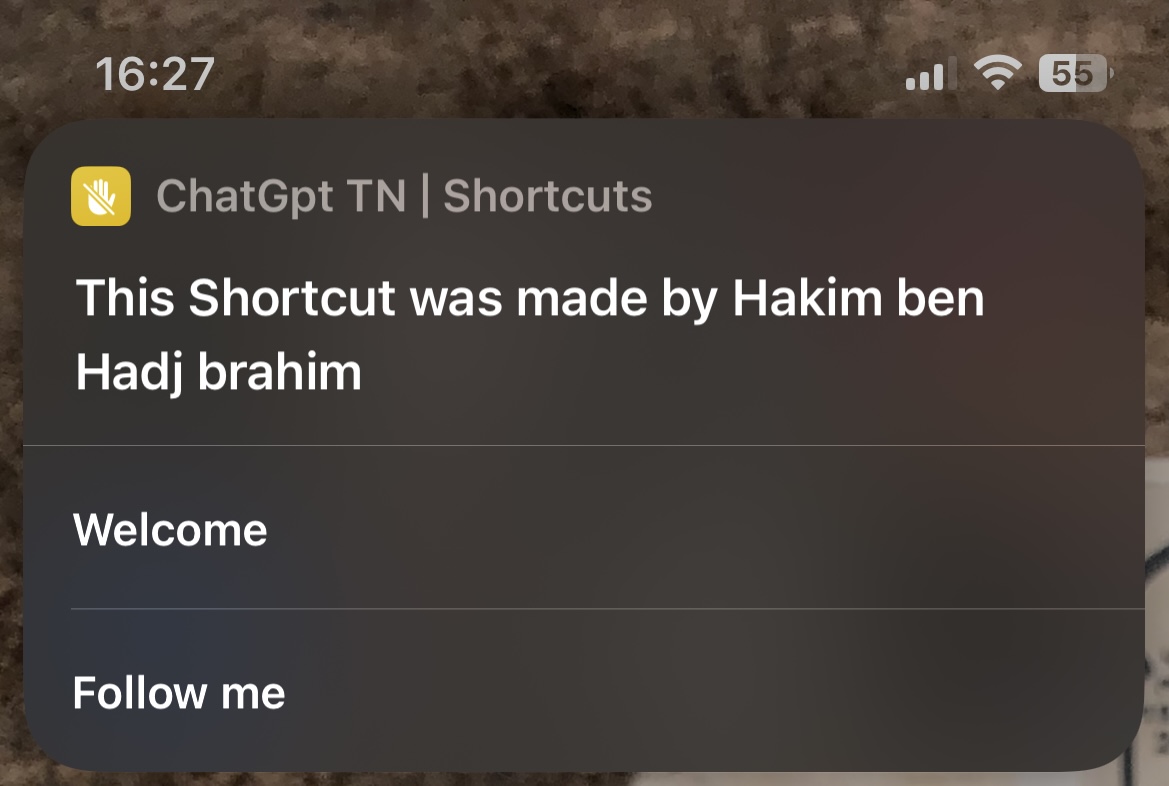 16:27
55
ChatGpt TN | Shortcuts
This Shortcut was made by Hakim ben
Hadj brahim
Welcome
Follow me